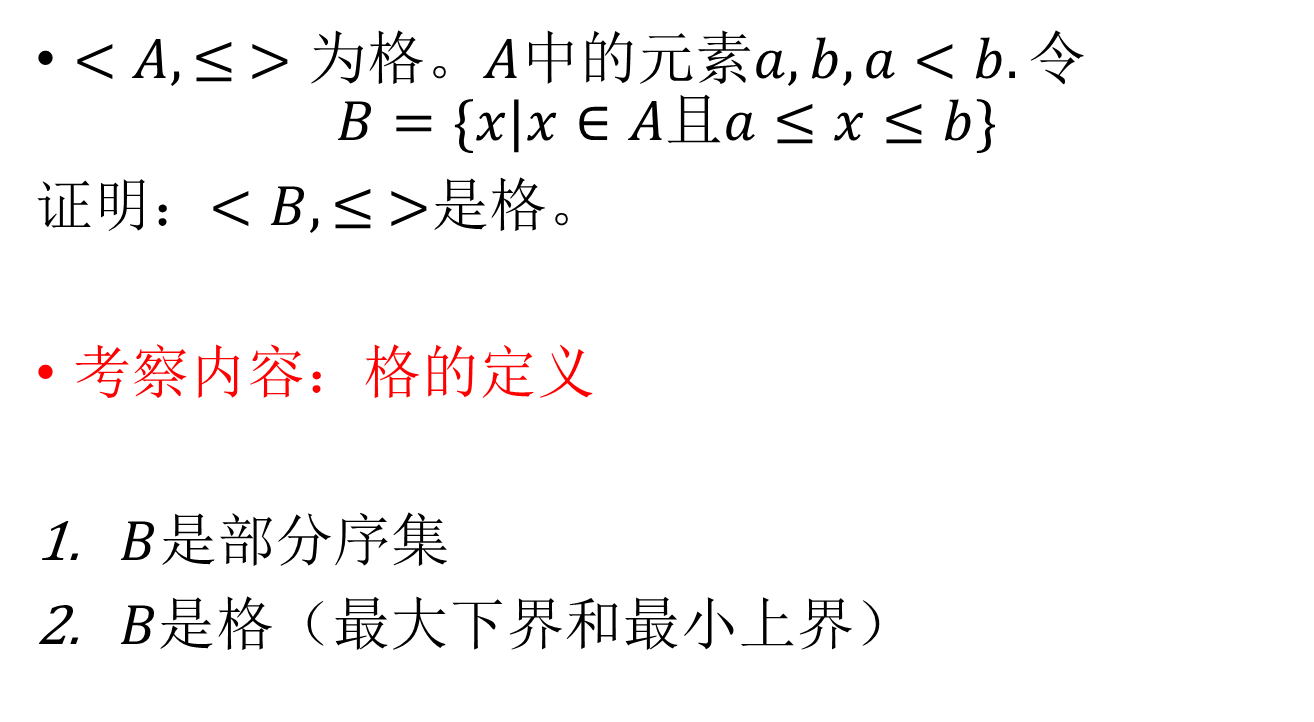 • < A, ≤ > 为格。A中的元素a, b, a < b. 令
B = {x|x ∈ A且a ≤ x ≤ b}
证明：< B, ≤ >是格。
• 考察内容：格的定义
1. B是部分序集
2. B是格（最大下界和最小上界）